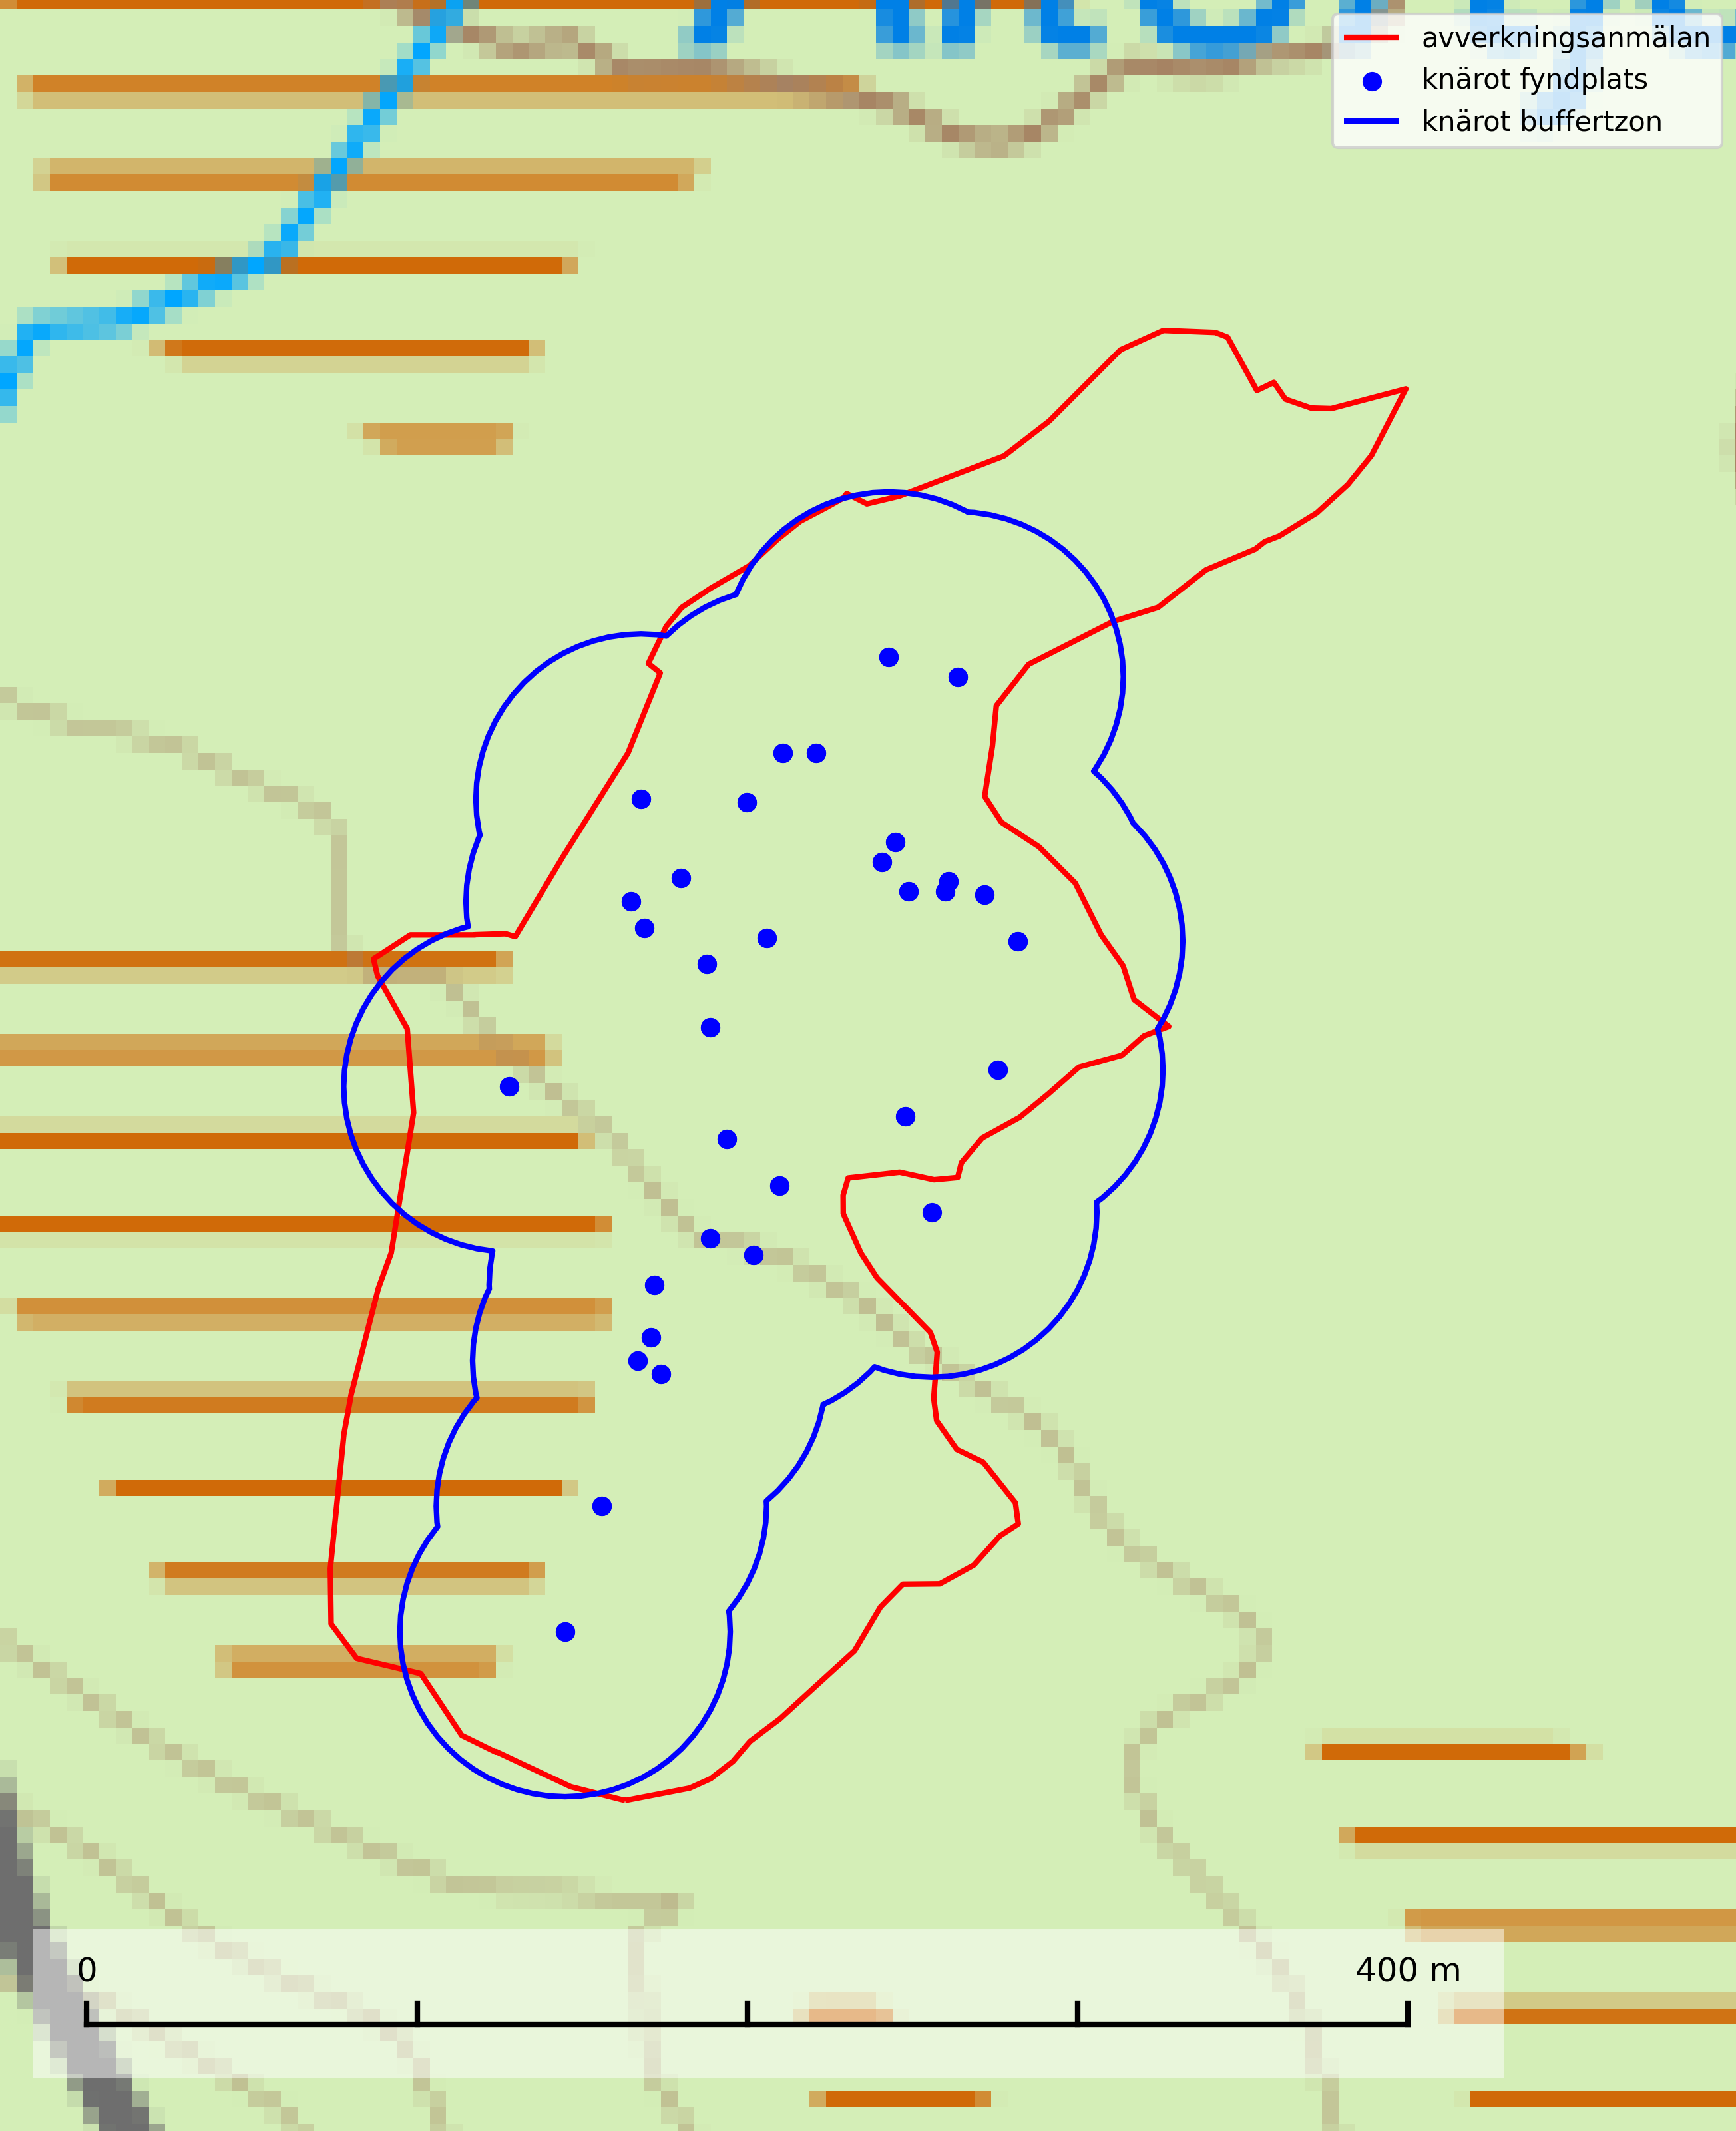 avverkningsanmälan
knärot fyndplats
knärot buffertzon
0
400 m